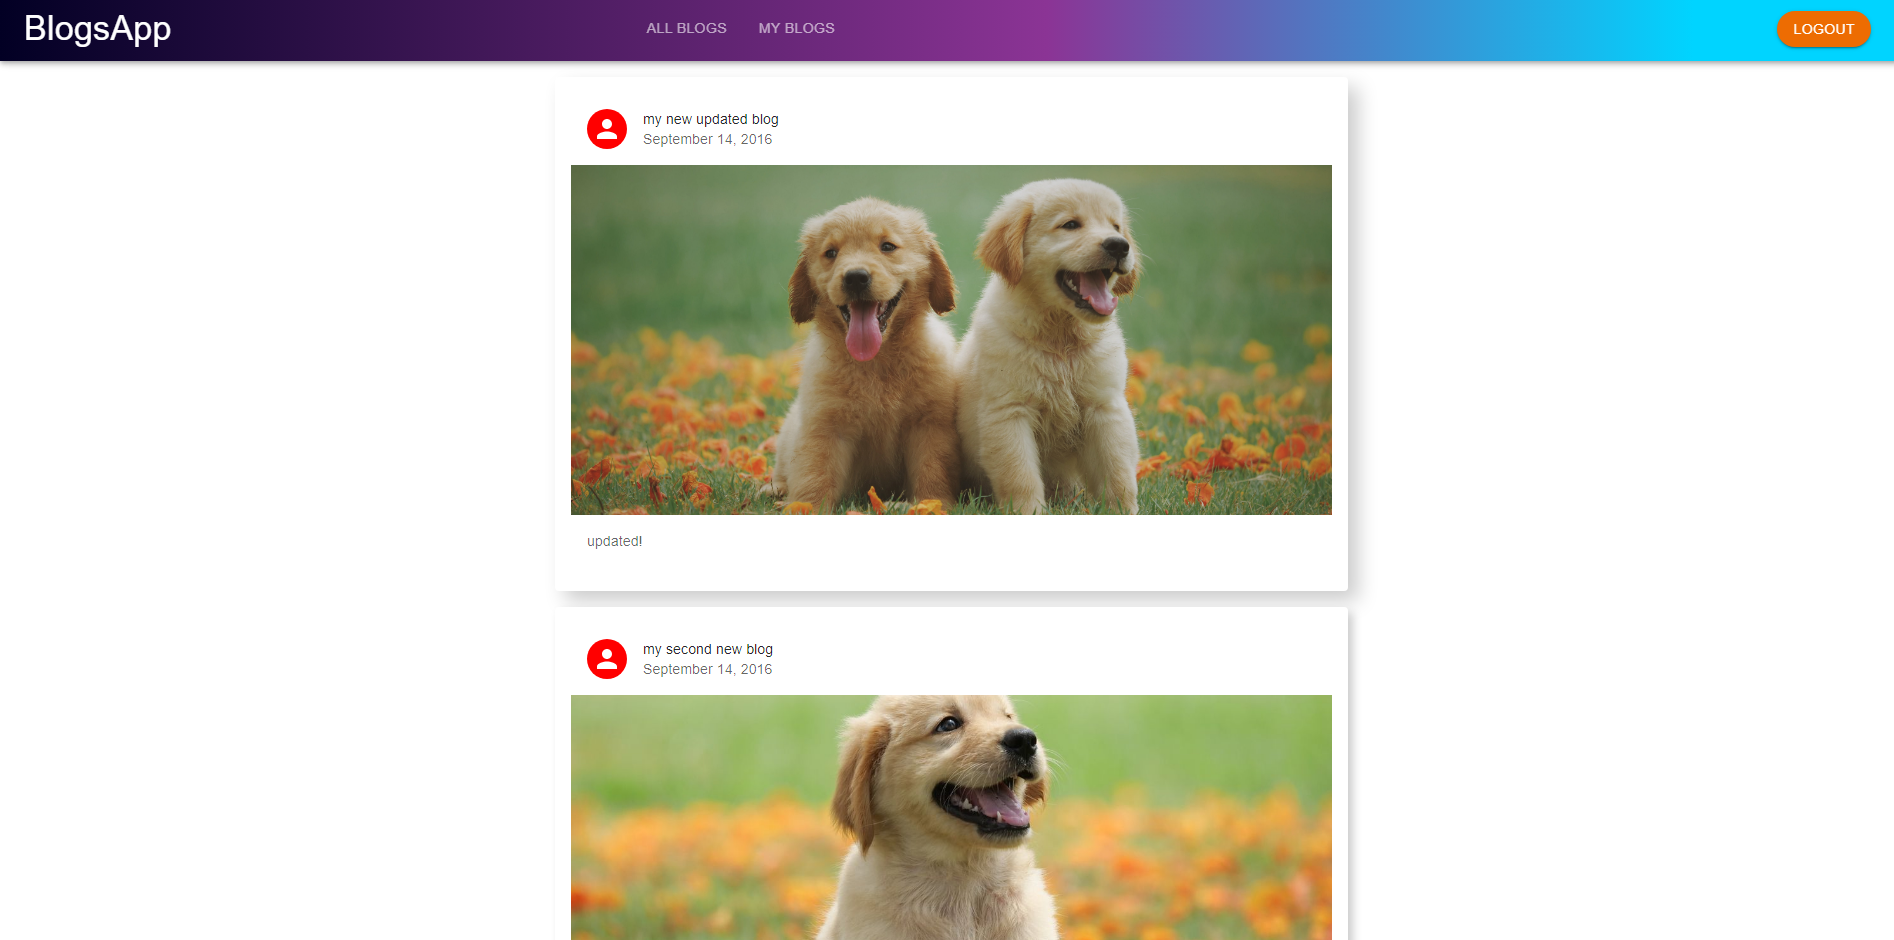 BlogsApp
ALL BLOGS MY BLOGS
LOGOUT
my new updated blog
September 14, 2016
updated!
my second new blog
September 14, 2016